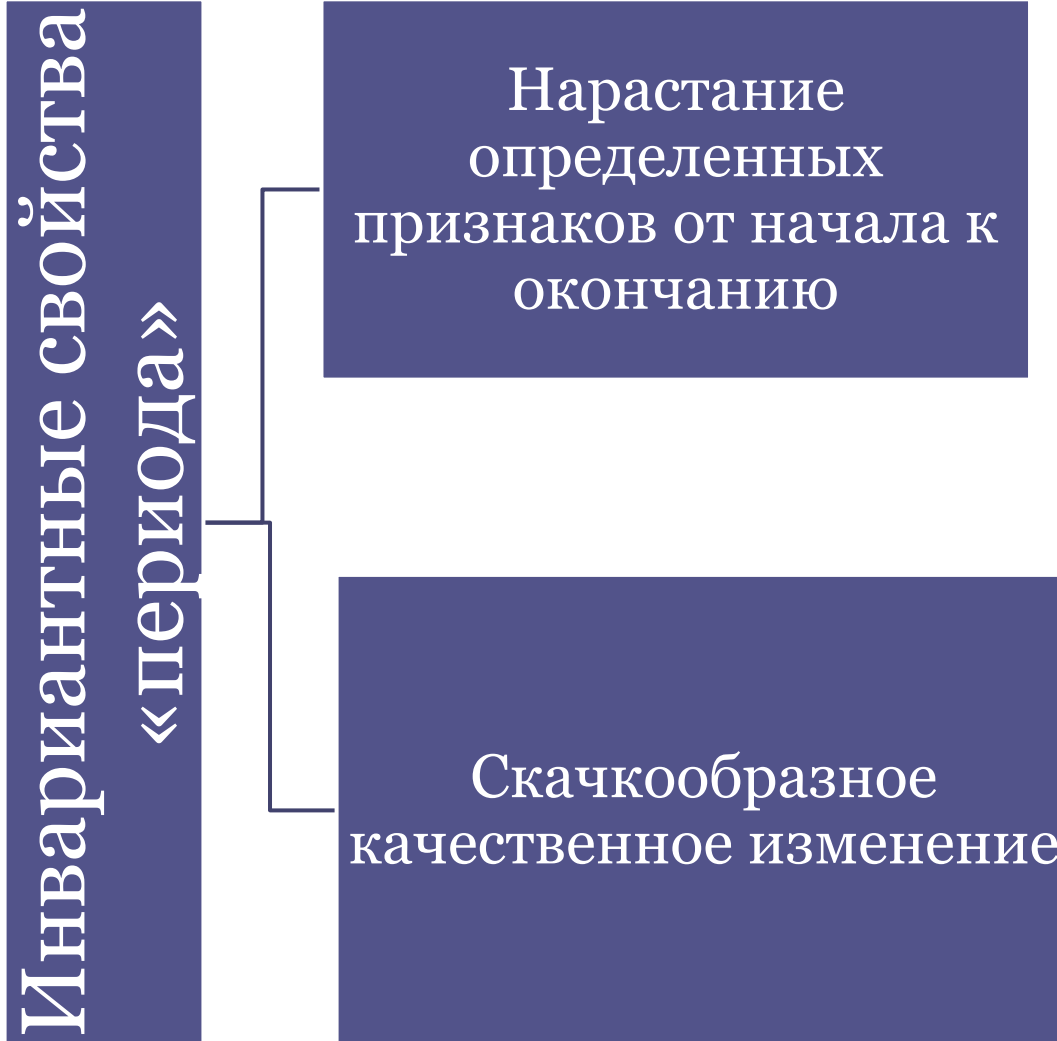 Инвариантные свойства
«периода»
Нарастание
определенных
признаков от начала к
окончанию
Скачкообразное
качественное изменение